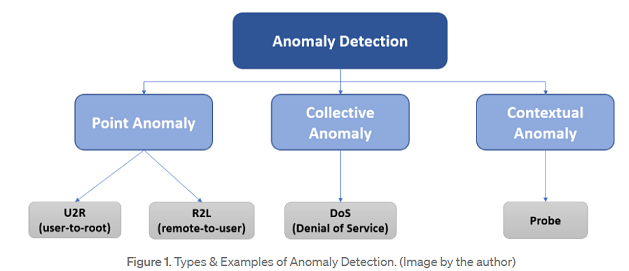 Anomaly Detection
Point Anomaly
Collective
Anomaly
Contextual
Anomaly
U2R
(user-to-root)
R2L
(remote-to-user)
DoS
(Denial of Service)
Probe
Figure 1. Types & Examples of Anomaly Detection. (Image by the author)